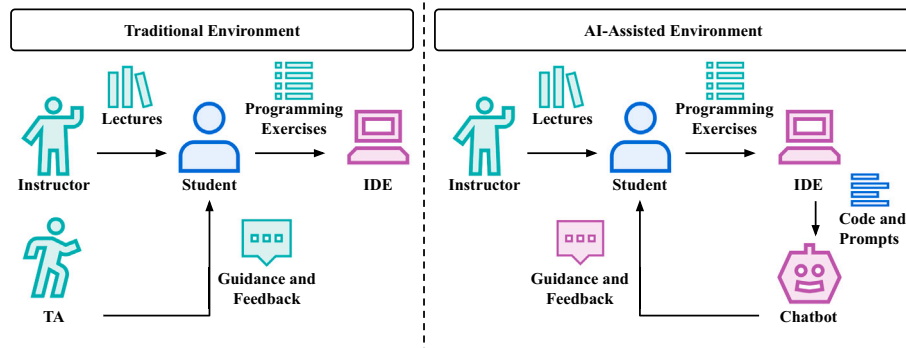 Traditional Environment
Lectures
Programming
Exercises
Instructor
Student
IDE
Guidance and
Feedback
TA
AI-Assisted Environment
Lectures
Programming
Exercises
Instructor
Student
IDE
Code and
Prompts
Guidance and
Feedback
Chatbot